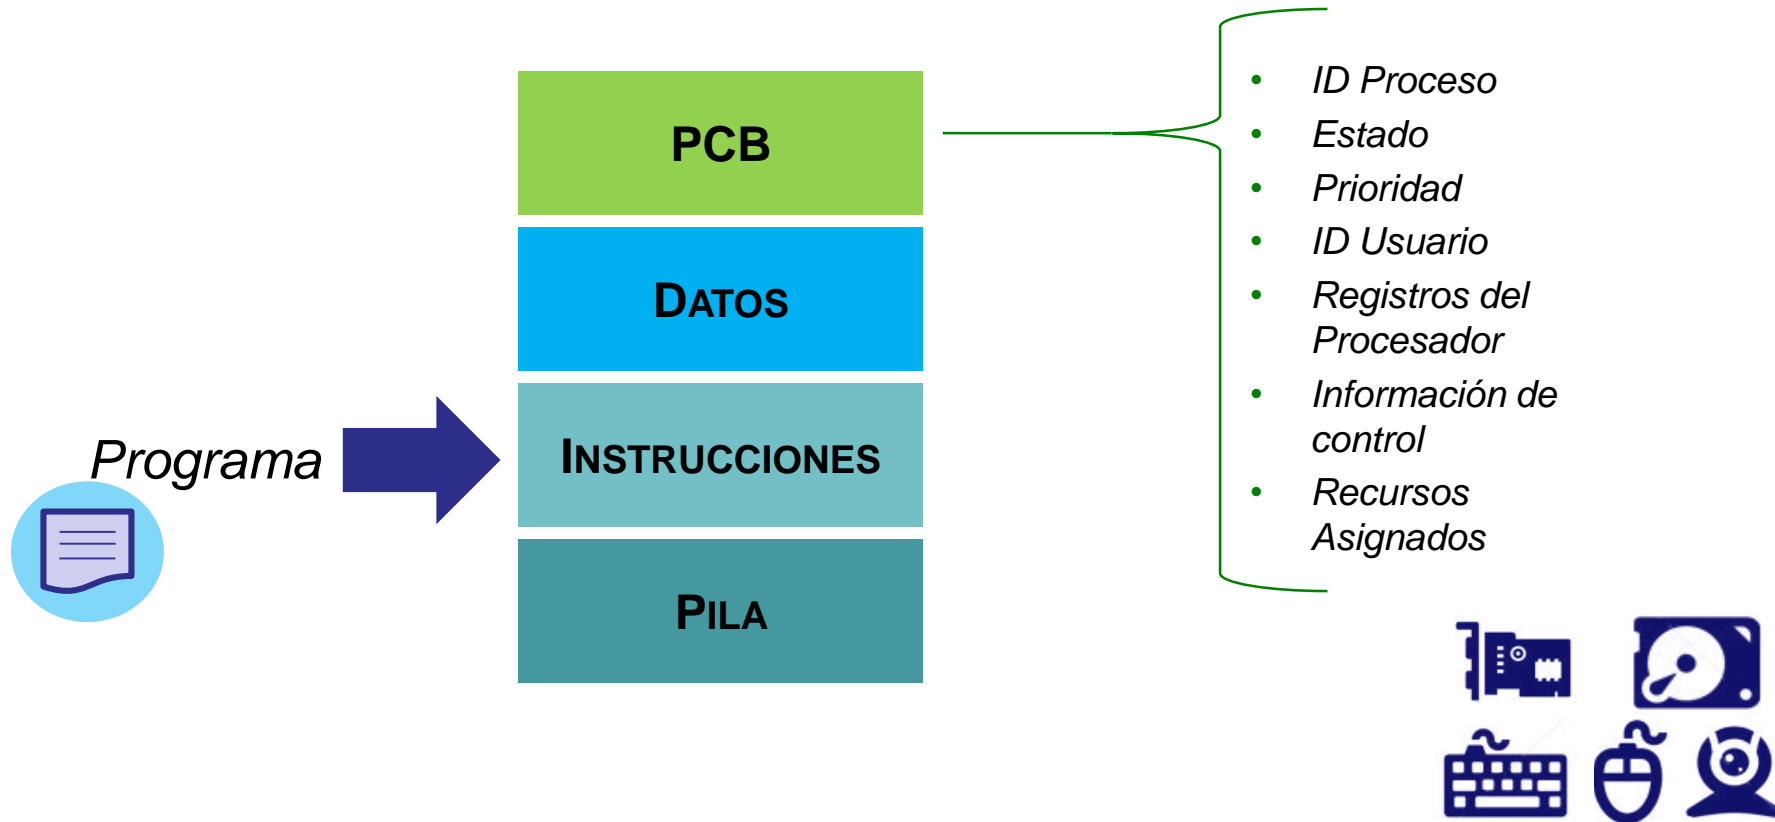 PCB
DATOS
INSTRUCCIONES
PILA
Programa
• ID Proceso
• Estado
• Prioridad
• ID Usuario
• Registros del
Procesador
• Información de
control
• Recursos
Asignados